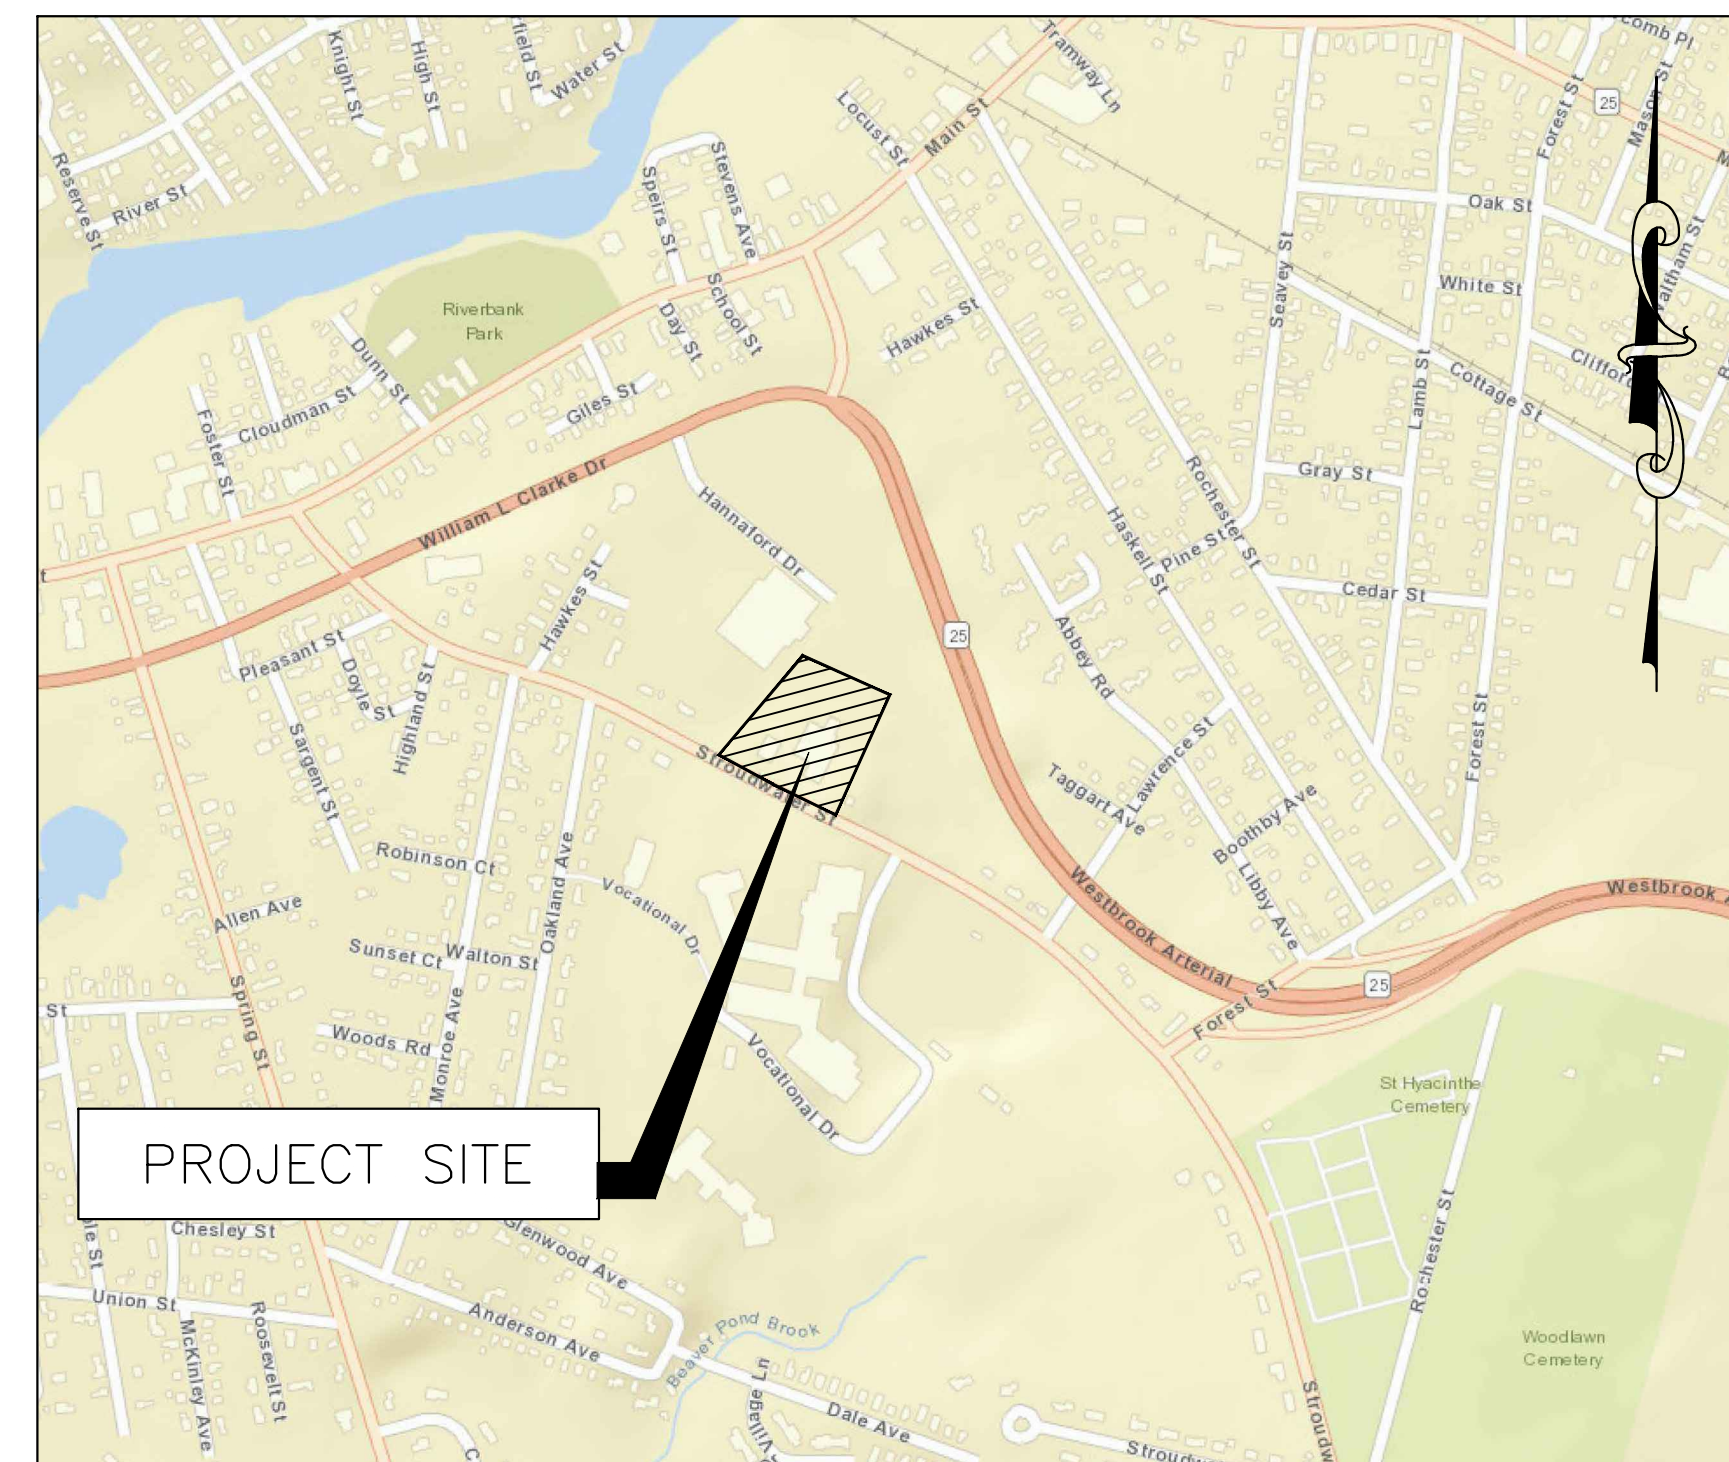 Knight St
High St
Water St
Tramway Ln
Forest St
25
Mason St
Locust St
Main St
Reserve St
River St
Speirs St
Stevens Ave
Oak St
Waltham St
Seavey St
White St
Riverbank
Park
School St
Day St
Hawkes St
Dunn St
Cloudman St
Giles St
Foster St
Lamb St
Cottage St
William L Clarke Dr
Hannaford Dr
Rochester St
Gray St
Haskell St
Pine St
Cedar St
Hawkes St
25
Abbey Rd
Pleasant St
Doyle St
Highland St
Sargent St
Stroudwater St
Lawrence St
Taggart Ave
Forest St
Boothby Ave
Libby Ave
Robinson Ct
Oakland Ave
Vocational Dr
Westbrook Arterial
Westbrook
Allen Ave
Sunset Ct
Walton St
Spring St
St
Woods Rd
Monroe Ave
25
Forest St
Vocational Dr
St Hyacinthe
Cemetery
PROJECT SITE
Chesley St
Glenwood Ave
Rochester St
Union St
McKinley Ave
Roosevelt St
Anderson Ave
Beaver Pond Brook
Woodlawn
Cemetery
Village Ln
Dale Ave